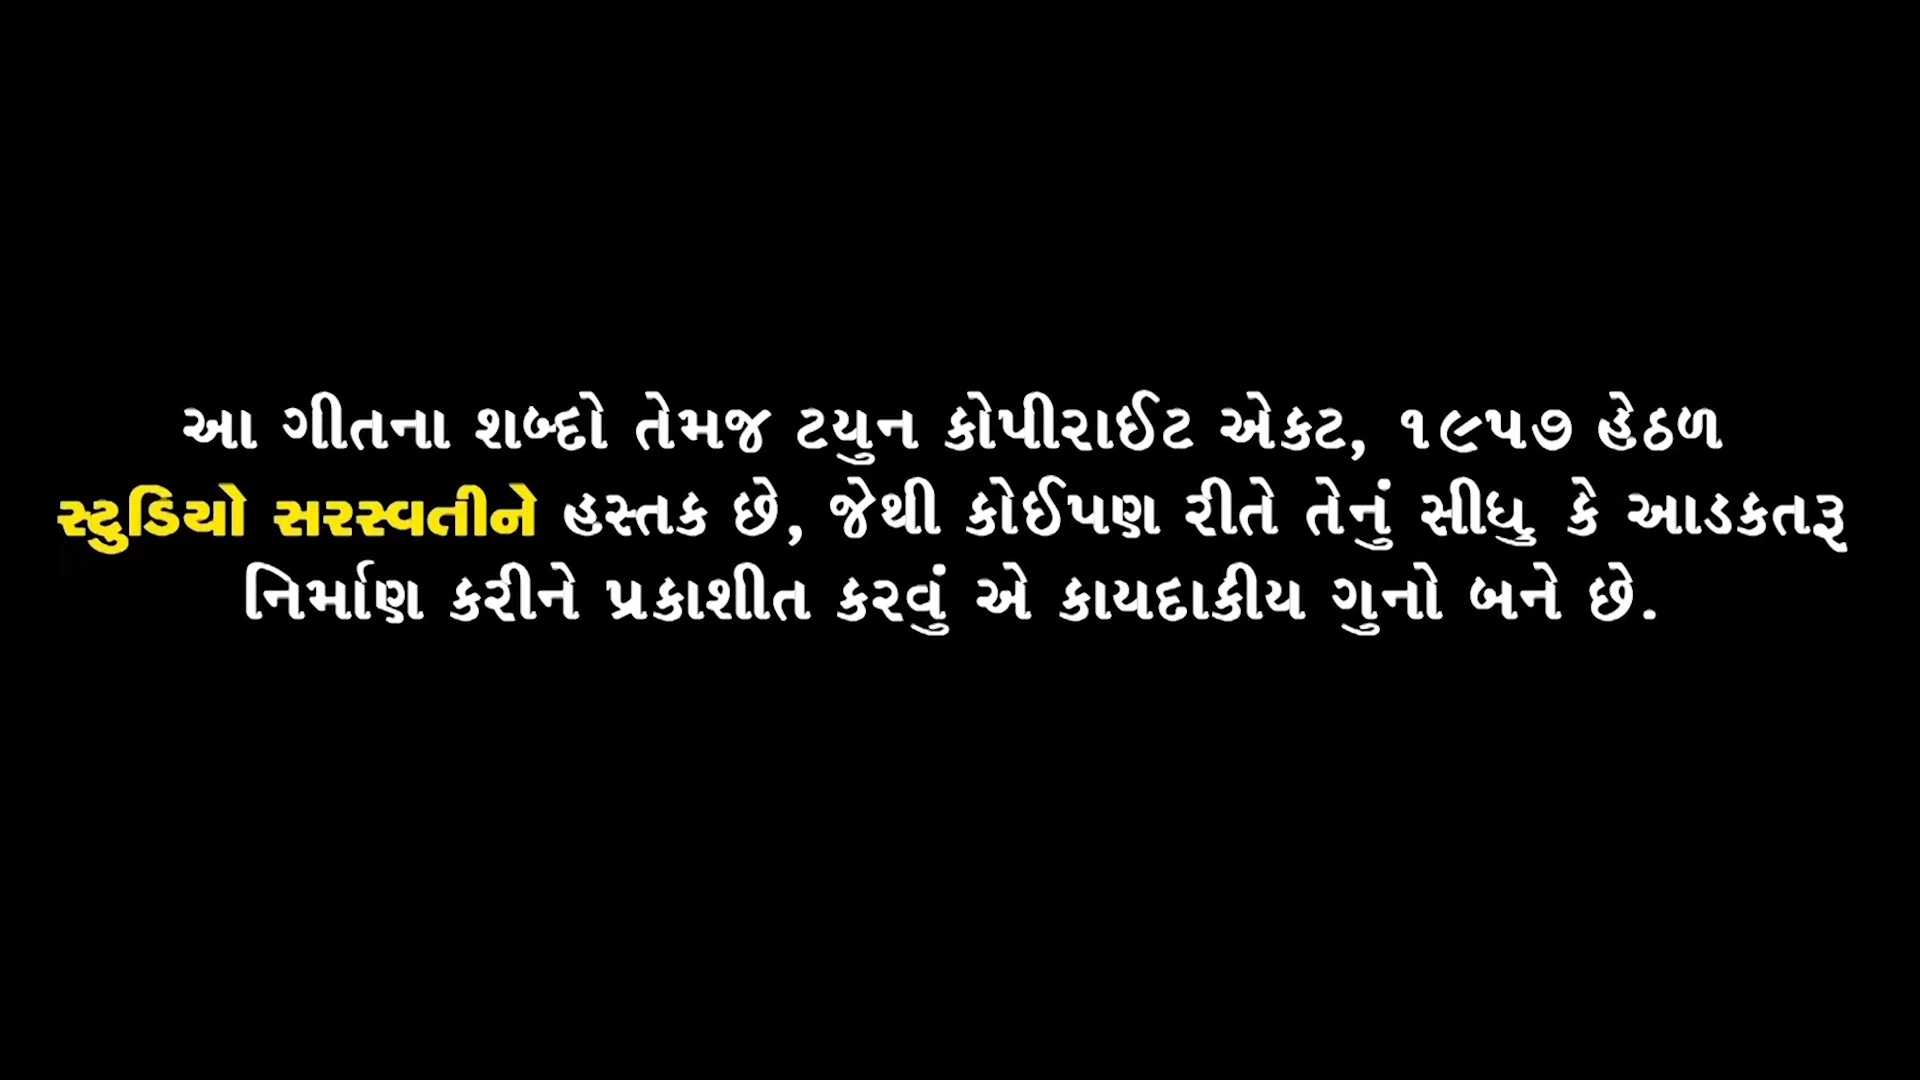 આ ગીતના શબ્દો તેમજ ટયુન કોપીરાઈટ એકટ, ૧૯૫૭ હેઠળ
સ્ટુડિયો સરસ્વતીને હસ્તક છે, જેથી કોઈપણ રીતે તેનું સીધુ કે આડકતરૂ
નિર્માણ કરીને પ્રકાશીત કરવું એ કાયદાકીય ગુનો બને છે.